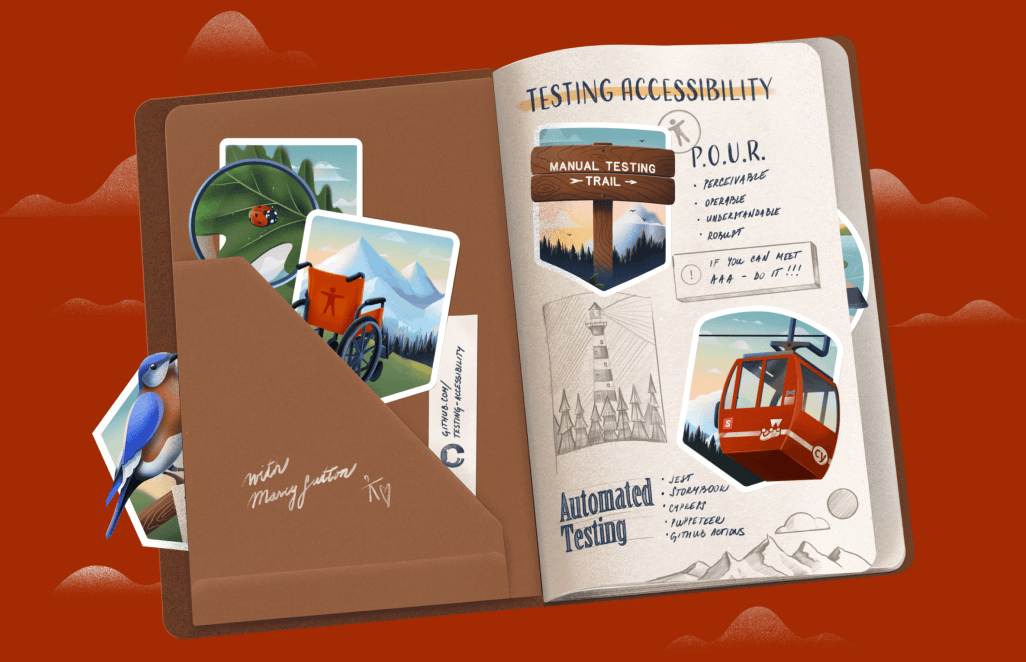 GITHUB.COM/
TESTING-ACCESSIBILITY
with
Marcy Sutton
TESTING ACCESSIBILITY
MANUAL TESTING
TRAIL
P.O.U.R.
• PERCEIVABLE
• OPERABLE
• UNDERSTANDABLE
• ROBUST
! IF YOU CAN MEET
AAA - DO IT !!!
S
CY
Automated
Testing
• JEST
• STORYBOOK
• CYPRESS
• PUPPETEER
• GITHUB ACTIONS